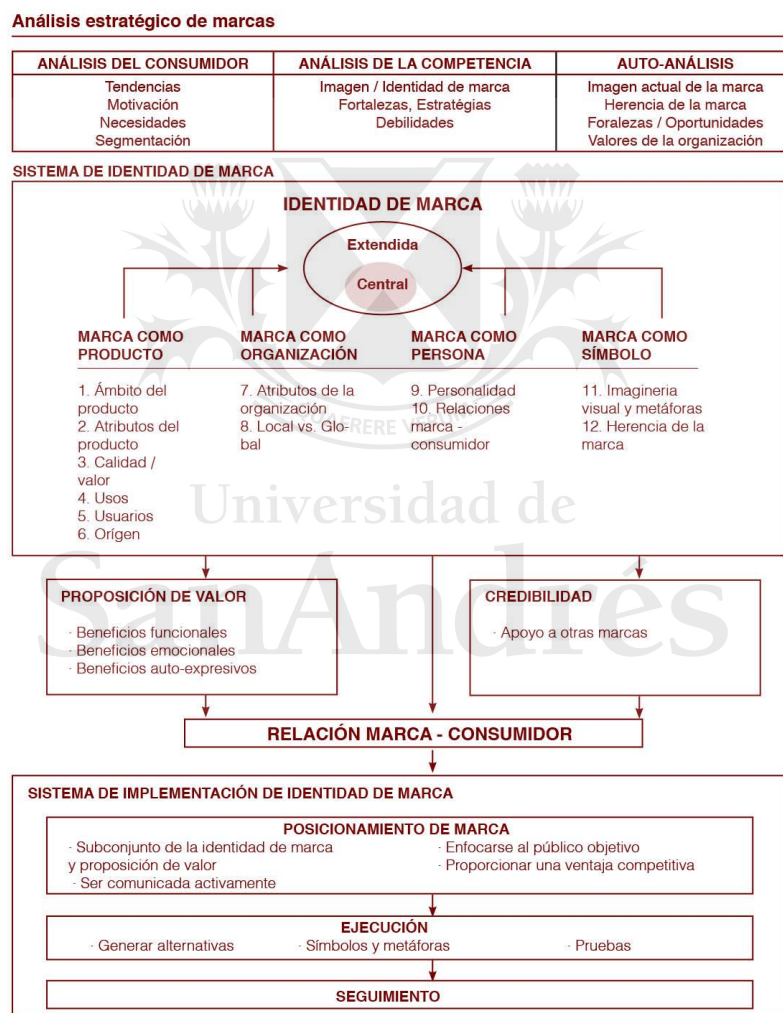 Análisis estratégico de marcas
ANÁLISIS DEL CONSUMIDOR
Tendencias
Motivación
Necesidades
Segmentación
ANÁLISIS DE LA COMPETENCIA
Imagen / Identidad de marca
Fortalezas, Estratégias
Debilidades
AUTO-ANÁLISIS
Imagen actual de la marca
Herencia de la marca
Foralezas / Oportunidades
Valores de la organización
SISTEMA DE IDENTIDAD DE MARCA
IDENTIDAD DE MARCA
Extendida
Central
MARCA COMO
PRODUCTO
1. Ámbito del
producto
2. Atributos del
producto
3. Calidad /
valor
4. Usos
5. Usuarios
6. Orígen
MARCA COMO
ORGANIZACIÓN
7. Atributos de la
organización
8. Local vs. Glo-
bal
MARCA COMO
PERSONA
9. Personalidad
10. Relaciones
marca -
consumidor
MARCA COMO
SÍMBOLO
11. Imagineria
visual y metáforas
12. Herencia de la
marca
Universidad de
SanAndrés
PROPOSICIÓN DE VALOR
· Beneficios funcionales
· Beneficios emocionales
· Beneficios auto-expresivos
CREDIBILIDAD
· Apoyo a otras marcas
RELACIÓN MARCA - CONSUMIDOR
SISTEMA DE IMPLEMENTACIÓN DE IDENTIDAD DE MARCA
POSICIONAMIENTO DE MARCA
· Subconjunto de la identidad de marca
y proposición de valor
· Ser comunicada activamente
· Enfocarse al público objetivo
· Proporcionar una ventaja competitiva
EJECUCIÓN
· Generar alternativas
· Símbolos y metáforas
· Pruebas
SEGUIMIENTO